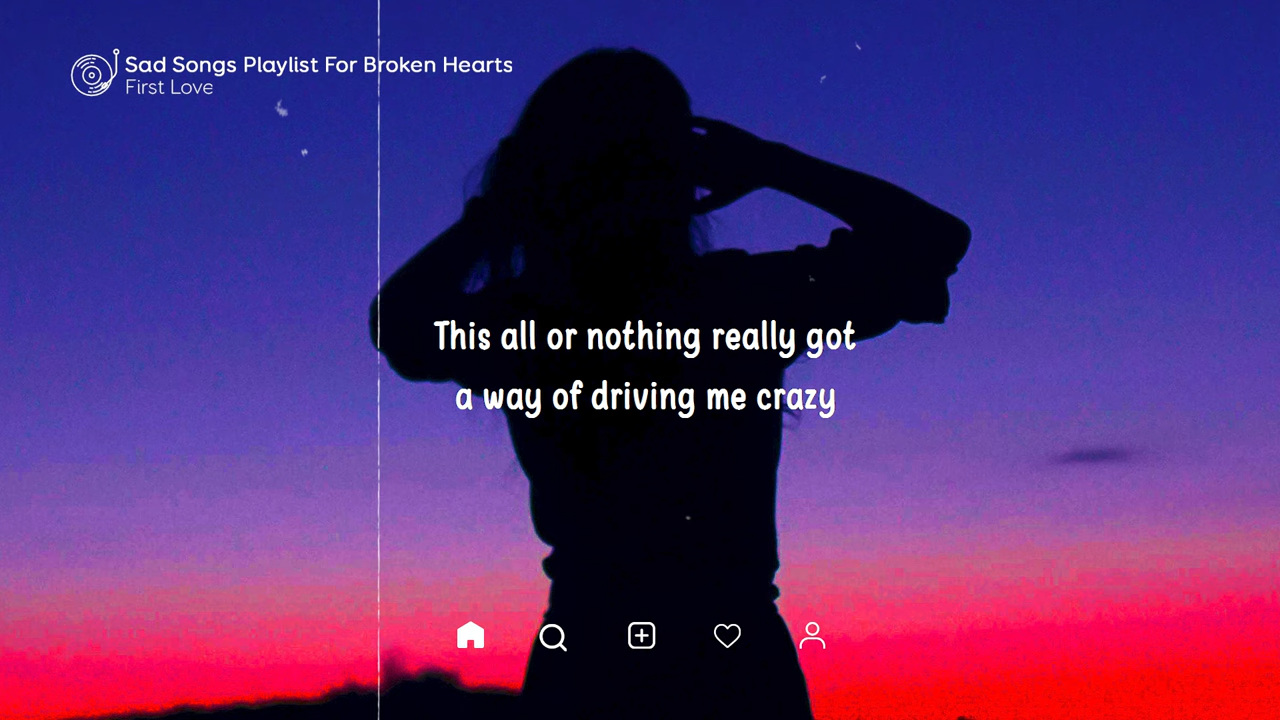 Sad Songs Playlist For Broken Hearts
First Love
This all or nothing really got
a way of driving me crazy